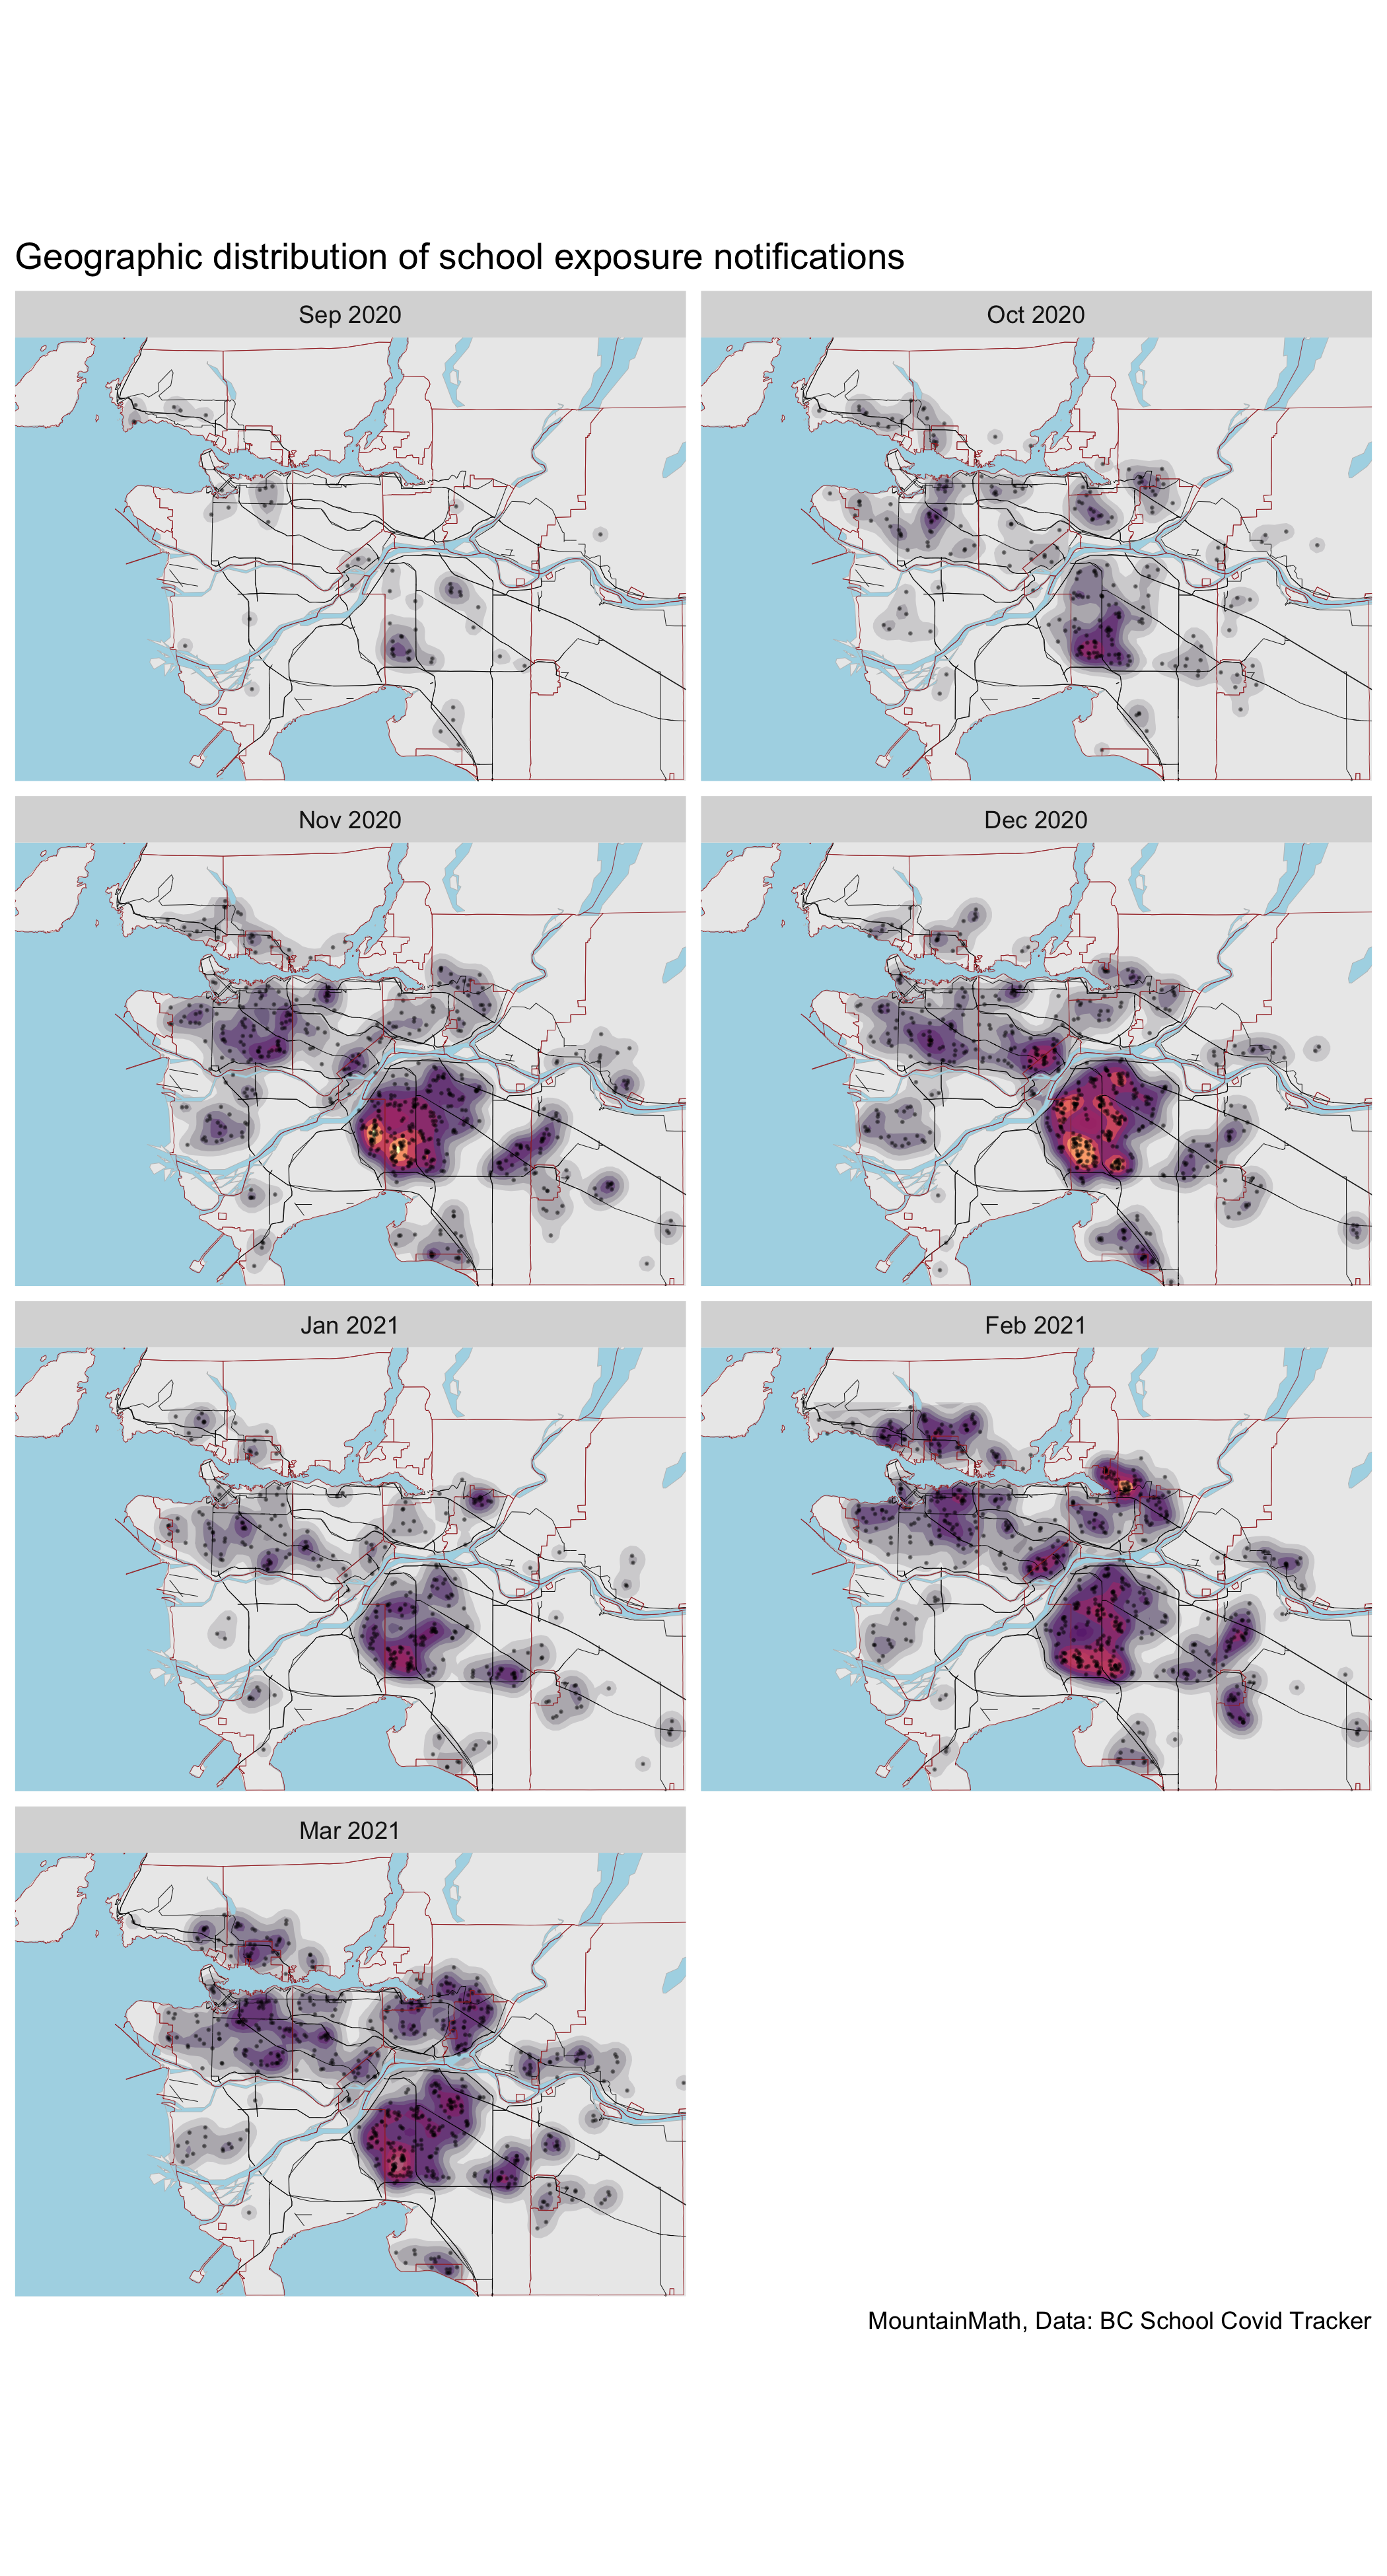 Geographic distribution of school exposure notifications
Sep 2020
Oct 2020
Nov 2020
Dec 2020
Jan 2021
Feb 2021
Mar 2021
MountainMath, Data: BC School Covid Tracker